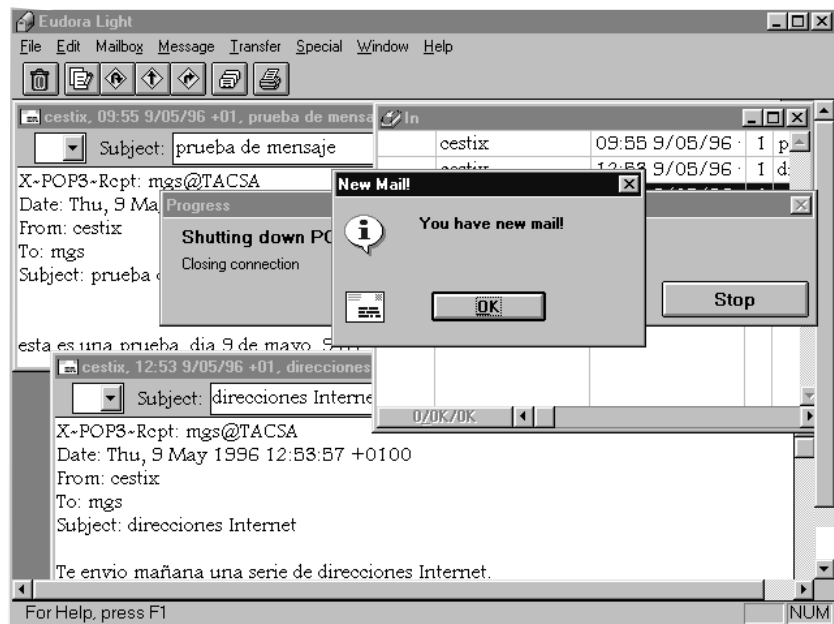 Eudora Light
File Edit Mailbox Message Transfer Special Window Help
cestix, 09:55 9/05/96 +01, prueba de mensa
Subject: prueba de mensaje
X-POP3-Rcpt: mgs@TACSA
Date: Thu, 9 Ma
From: cestix
To: mgs
Subject: prueba
esta es una prueba. dia 9 de mayo.
In
cestix 09:55 9/05/96 1 p
12:53 9/05/96 1 d
Progress
Shutting down PO
Closing connection
Stop
New Mail!
You have new mail!
OK
0/0K/0K
cestix, 12:53 9/05/96 +01, direcciones
Subject: direcciones Interne
X-POP3-Rcpt: mgs@TACSA
Date: Thu, 9 May 1996 12:53:57 +0100
From: cestix
To: mgs
Subject: direcciones Internet
Te envio mañana una serie de direcciones Internet.
For Help, press F1
NUM